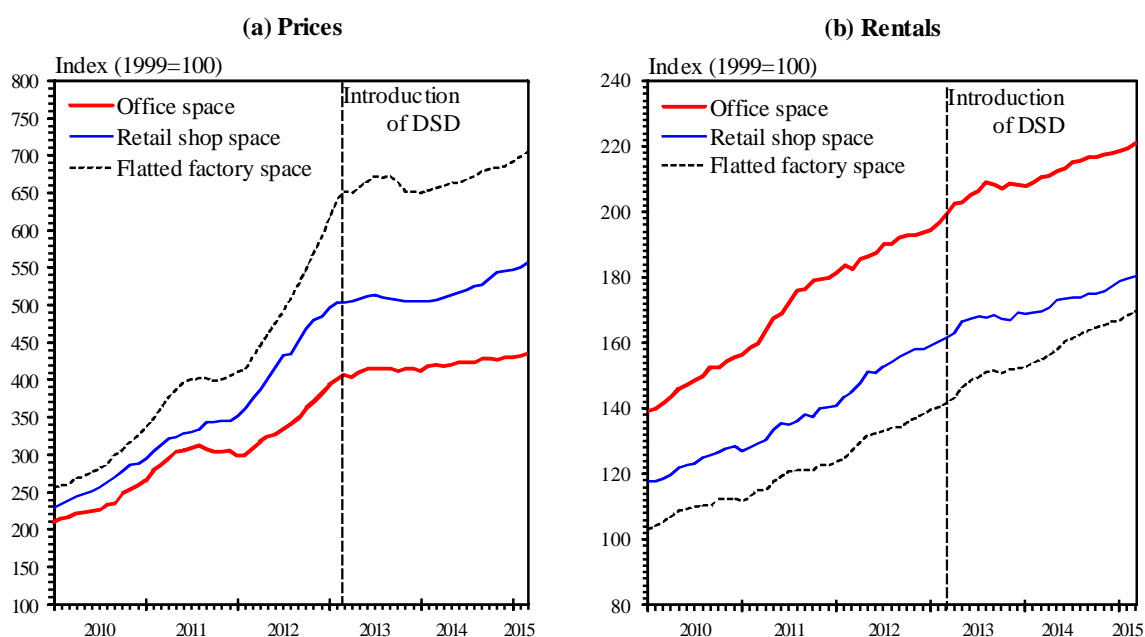 (a) Prices
Index (1999=100)
800
750
700
650
600
550
500
450
400
350
300
250
200
150
100
Office space
Retail shop space
Flatted factory space
Introduction
of DSD
2010 2011 2012 2013 2014 2015
(b) Rentals
Index (1999=100)
240
220
200
180
160
140
120
100
80
Office space
Retail shop space
Flatted factory space
Introduction
of DSD
2010 2011 2012 2013 2014 2015